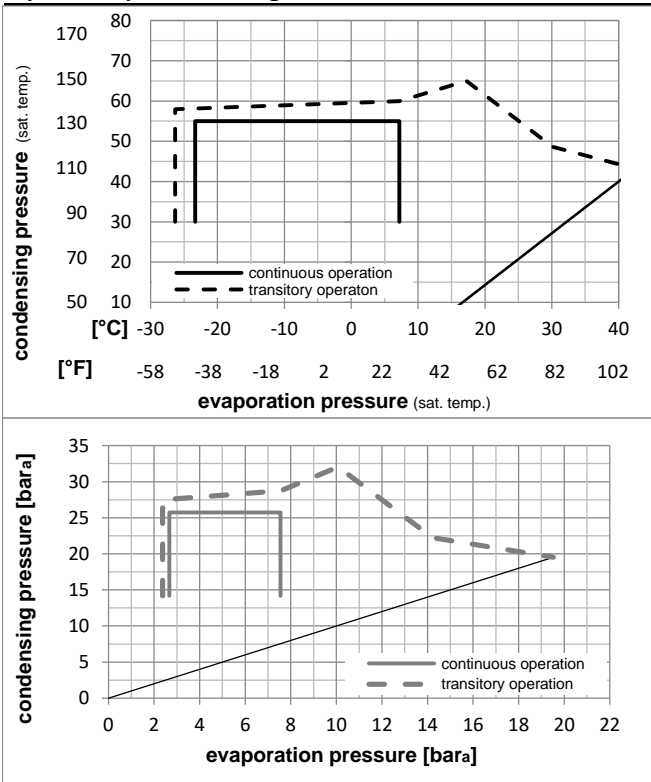 170 80
70
150 60
130 50
110 40
90 30
70 20
50 10
condensing pressure (sat. temp.)
continuous operation
transitory operaton
[°C] -30 -20 -10 0 10 20 30 40
[°F] -58 -38 -18 2 22 42 62 82 102
evaporation pressure (sat. temp.)
35
30
25
20
15
10
5
0
condensing pressure [bara]
continuous operation
transitory operation
0 2 4 6 8 10 12 14 16 18 20 22
evaporation pressure [bara]